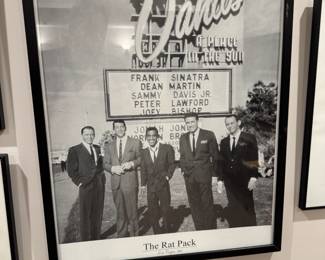 Sands
A PLACE
IN THE SUN
FRANK SINATRA
DEAN MARTIN
SAMMY DAVIS JR.
PETER LAWFORD
JOEY BISHOP
The Rat Pack